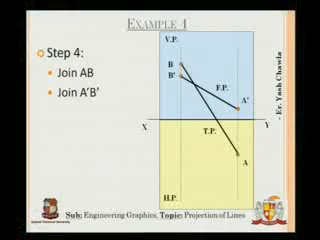 EXAMPLE 4
Step 4:
Join AB
Join A'B'
V.P.
B
B'
F.P.
A'
X
Y
T.P.
A
H.P.
- Er. Yash Chawla
Sub: Engineering Graphics, Topic: Projection of Lines